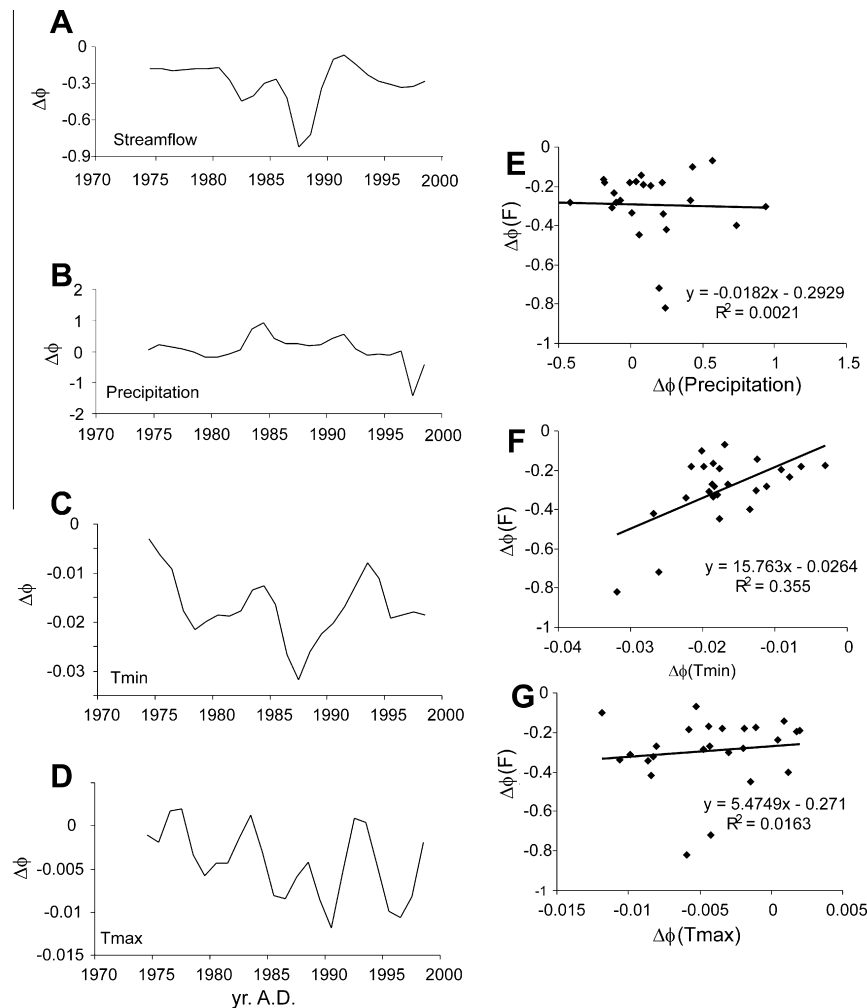 A
0
-0.3
-0.6
-0.9
Δϕ
Streamflow
1970 1975 1980 1985 1990 1995 2000
B
2
1
0
-1
-2
Δϕ
Precipitation
1970 1975 1980 1985 1990 1995 2000
C
0
-0.01
-0.02
-0.03
Δϕ
Tmin
1970 1975 1980 1985 1990 1995 2000
D
0
-0.005
-0.01
-0.015
Δϕ
Tmax
1970 1975 1980 1985 1990 1995 2000
yr. A.D.
E
0
-0.2
-0.4
-0.6
-0.8
-1
Δϕ(F)
y = -0.0182x - 0.2929
R² = 0.0021
-0.5 0 0.5 1 1.5
Δϕ(Precipitation)
F
0
-0.2
-0.4
-0.6
-0.8
-1
Δϕ(F)
y = 15.763x - 0.0264
R² = 0.355
-0.04 -0.03 -0.02 -0.01 0
Δϕ(Tmin)
G
0
-0.2
-0.4
-0.6
-0.8
-1
Δϕ(F)
y = 5.4749x - 0.271
R² = 0.0163
-0.015 -0.01 -0.005 0 0.005
Δϕ(Tmax)